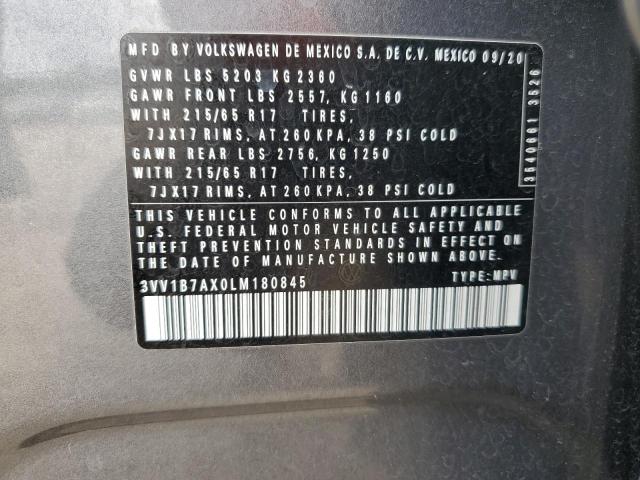 MFD BY VOLKSWAGEN DE MEXICO S.A. DE C.V. MEXICO 09/20
GVWR LBS 5203 KG 2360
GAWR FRONT LBS 2557, KG 1160
WITH 215/65 R17 TIRES,
7JX17 RIMS, AT 260 KPA, 38 PSI COLD
GAWR REAR LBS 2756, KG 1250
WITH 215/65 R17 TIRES,
7JX17 RIMS, AT 260 KPA, 38 PSI COLD
THIS VEHICLE CONFORMS TO ALL APPLICABLE
U.S. FEDERAL MOTOR VEHICLE SAFETY AND
THEFT PREVENTION STANDARDS IN EFFECT ON
THE DATE OF MANUFACTURE SHOWN ABOVE.
3VV1B7AX0LM180845 TYPE: MPV
3640661 3526